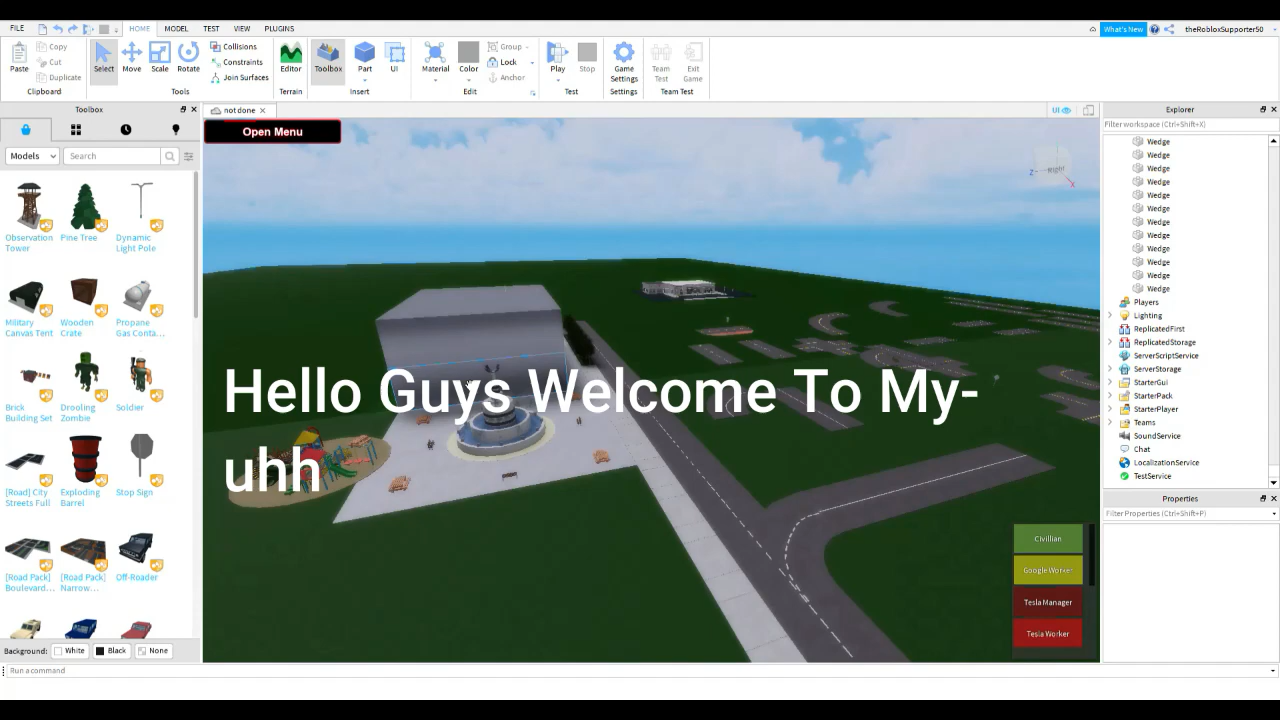 FILE HOME MODEL TEST VIEW PLUGINS What's New theRobloxSupporter50
Paste Copy Cut Duplicate Select Move Scale Rotate Collisions Constraints Join Surfaces Editor Toolbox Part UI Material Color Group Lock Anchor Play Stop Game Settings Team Test Exit Game
Clipboard Tools Terrain Insert Edit Test Settings Team Test
Toolbox
not done
UI
Explorer
Models
Search
Open Menu
Right
Z
X
Filter workspace (Ctrl+Shift+X)
Observation Tower
Pine Tree
Dynamic Light Pole
Military Canvas Tent
Wooden Crate
Propane Gas Conta...
Brick Building Set
Drooling Zombie
Soldier
[Road] City Streets Full
Exploding Barrel
Stop Sign
[Road Pack] Boulevard...
[Road Pack] Narrow...
Off-Roader
Background: White Black None
Hello Guys Welcome To My-
uhh
Civillian
Google Worker
Tesla Manager
Tesla Worker
Wedge
Wedge
Wedge
Wedge
Wedge
Wedge
Wedge
Wedge
Wedge
Wedge
Wedge
Wedge
Players
Lighting
ReplicatedFirst
ReplicatedStorage
ServerScriptService
ServerStorage
StarterGui
StarterPack
StarterPlayer
Teams
SoundService
Chat
LocalizationService
TestService
Properties
Filter Properties (Ctrl+Shift+P)
Run a command